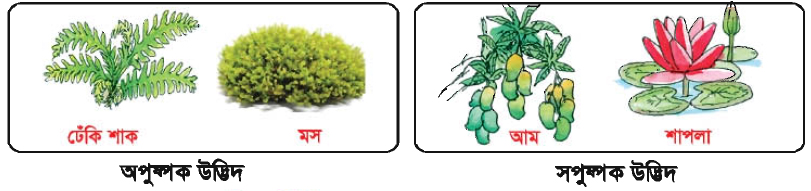 ঢেঁকি শাক
মস
আম
শাপলা
অপুষ্পক উদ্ভিদ
সপুষ্পক উদ্ভিদ